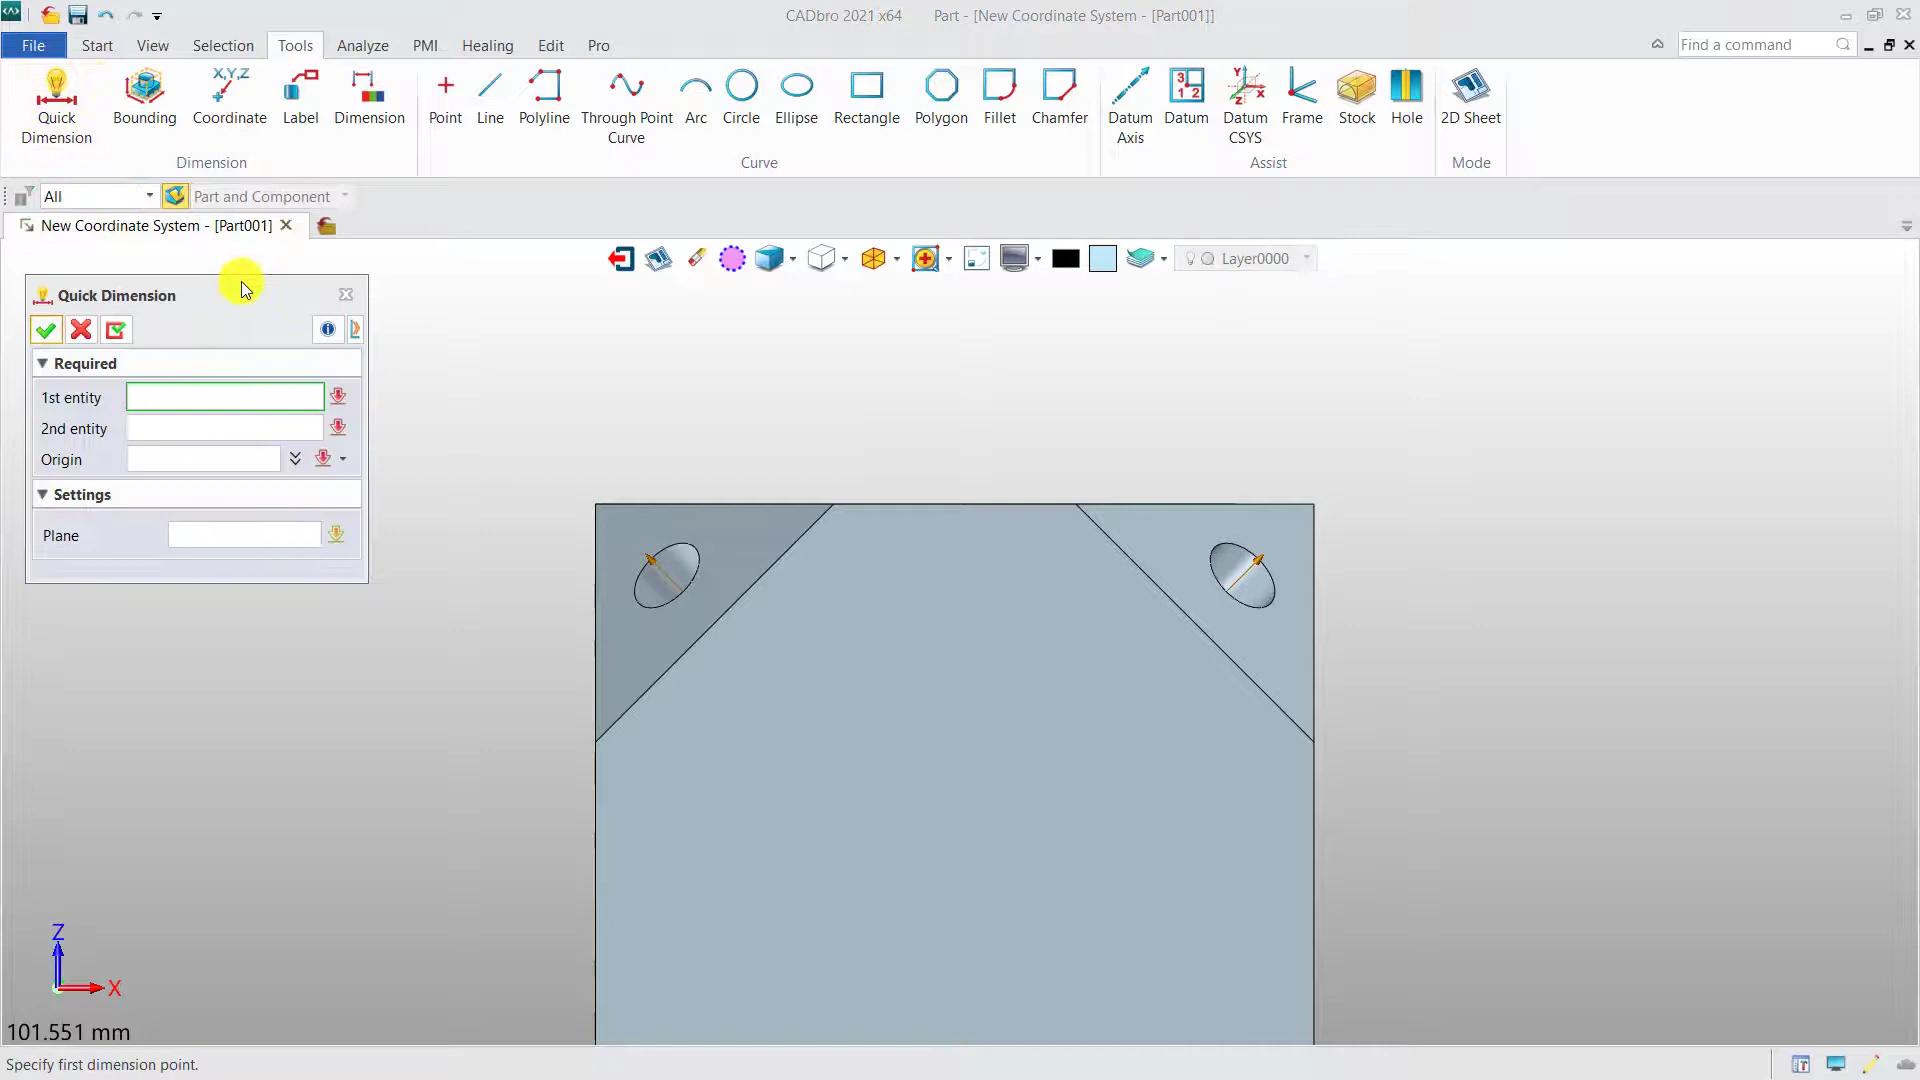 CADbro 2021 x64 Part - [New Coordinate System - [Part001]]
File Start View Selection Tools Analyze PMI Healing Edit Pro Find a command
Quick Dimension Bounding Coordinate Label Dimension Point Line Polyline Through Point Curve Arc Circle Ellipse Rectangle Polygon Fillet Chamfer Datum Axis Datum Datum CSYS Frame Stock Hole 2D Sheet
Dimension Curve Assist Mode
All Part and Component
New Coordinate System - [Part001]
Layer0000
Quick Dimension
Required
1st entity
2nd entity
Origin
Settings
Plane
Z
X
101.551 mm
Specify first dimension point.